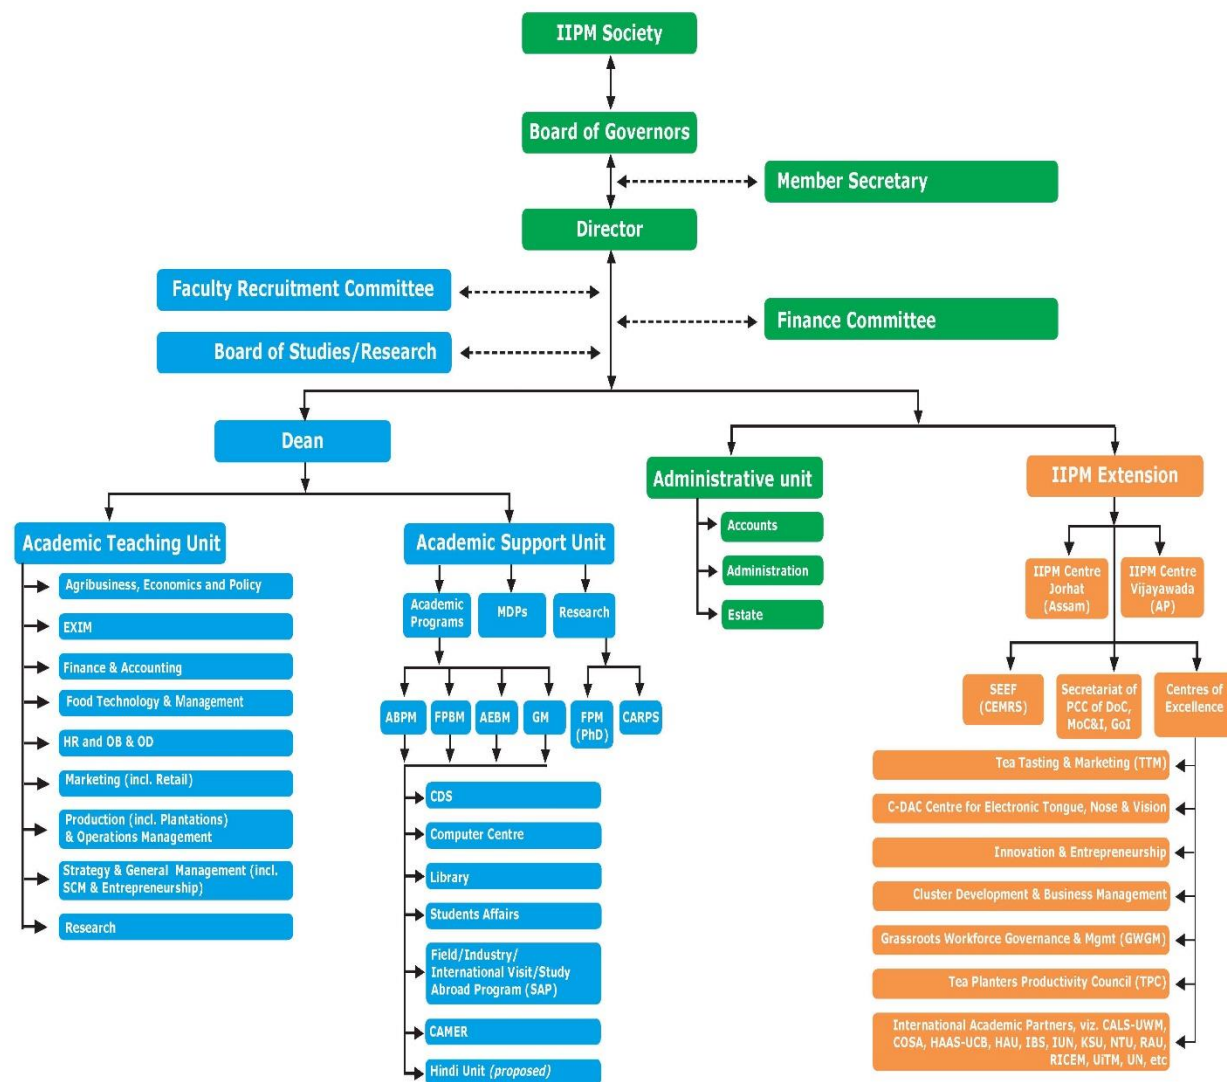 IIPM Society
Board of Governors
Member Secretary
Director
Faculty Recruitment Committee
Finance Committee
Board of Studies/Research
Dean
Administrative unit
IIPM Extension
Academic Teaching Unit
Academic Support Unit
Accounts
Administration
Estate
IIPM Centre
Jorhat
(Assam)
IIPM Centre
Vijayawada
(AP)
Agribusiness, Economics and Policy
EXIM
Finance & Accounting
Food Technology & Management
HR and OB & OD
Marketing (incl. Retail)
Production (incl. Plantations)
& Operations Management
Strategy & General Management (incl.
SCM & Entrepreneurship)
Research
Academic
Programs
MDPs
Research
ABPM
FPBM
AEBM
GM
FPM
(PhD)
CARPS
CDS
Computer Centre
Library
Students Affairs
Field/Industry/
International Visit/Study
Abroad Program (SAP)
CAMER
Hindi Unit (proposed)
SEEF
(CEMRS)
Secretariat of
PCC of DoC,
MoC&I, GoI
Centres of
Excellence
Tea Tasting & Marketing (TTM)
C-DAC Centre for Electronic Tongue, Nose & Vision
Innovation & Entrepreneurship
Cluster Development & Business Management
Grassroots Workforce Governance & Mgmt (GWGM)
Tea Planters Productivity Council (TPC)
International Academic Partners, viz. CALS-UWM,
COSA, HAAS-UCB, HAU, IBS, IUN, KSU, NTU, RAU,
RICEM, UiTM, UN, etc